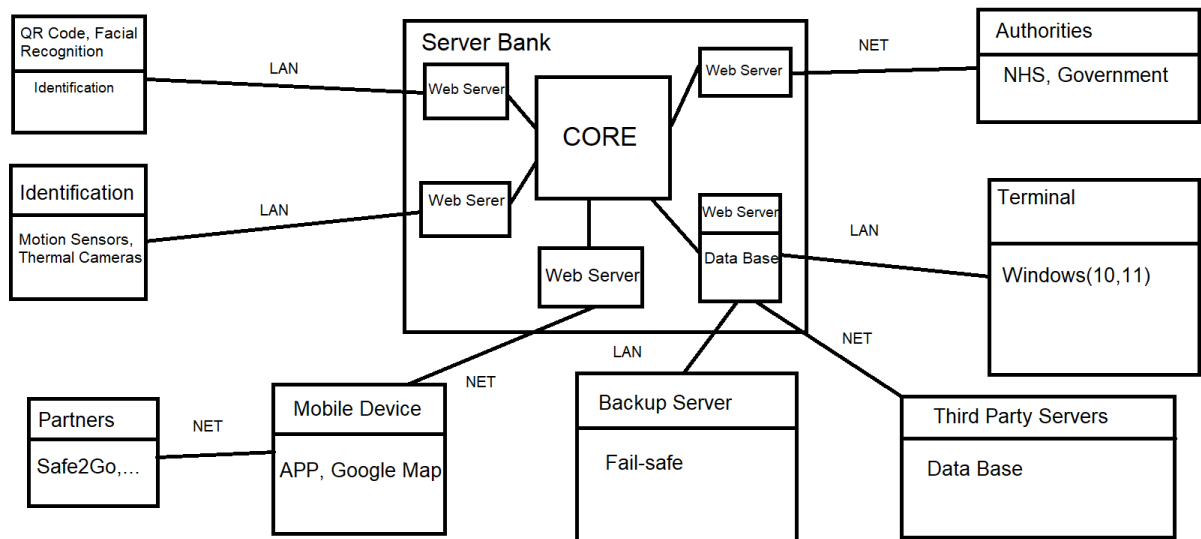 QR Code, Facial
Recognition
Identification
LAN
Server Bank
Web Server
CORE
Web Server
NET
Authorities
NHS, Government
Identification
Motion Sensors,
Thermal Cameras
LAN
Web Serer
Web Server
Web Server
Data Base
LAN
Terminal
Windows(10,11)
NET
LAN
NET
Partners
Safe2Go,...
NET
Mobile Device
APP, Google Map
Backup Server
Fail-safe
Third Party Servers
Data Base